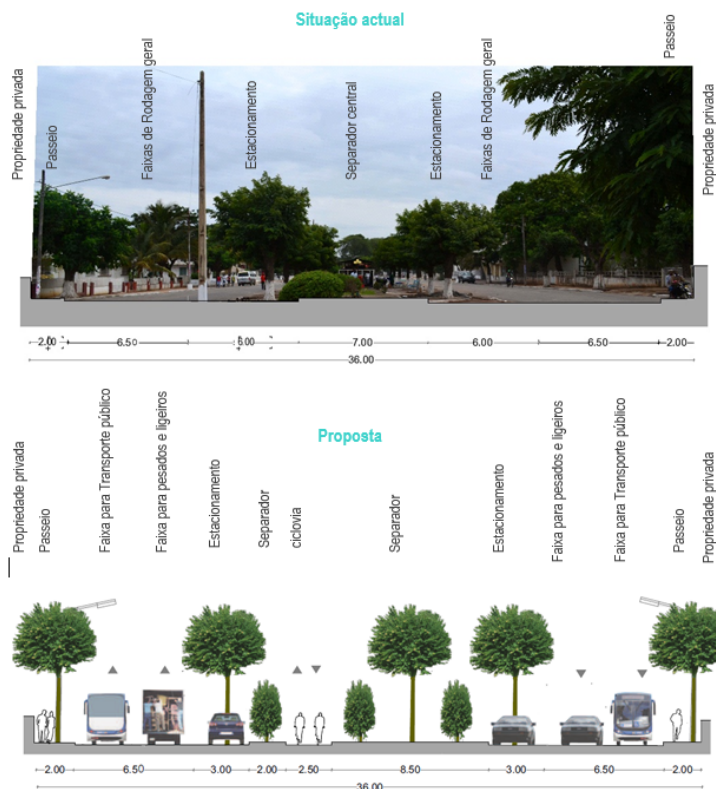 Situação actual
Propriedade privada
Passeio
Faixas de Rodagem geral
Estacionamento
Separador central
Estacionamento
Faixas de Rodagem geral
Passeio
Propriedade privada
2.00 6.50 6.00 7.00 6.00 6.50 2.00
36.00
Proposta
Propriedade privada
Passeio
Faixa para Transporte público
Faixa para pesados e ligeiros
Estacionamento
Separador
ciclovia
Separador
Estacionamento
Faixa para pesados e ligeiros
Faixa para Transporte público
Passeio
Propriedade privada
2.00 6.50 3.00 2.00 2.50 8.50 3.00 6.50 2.00
36.00